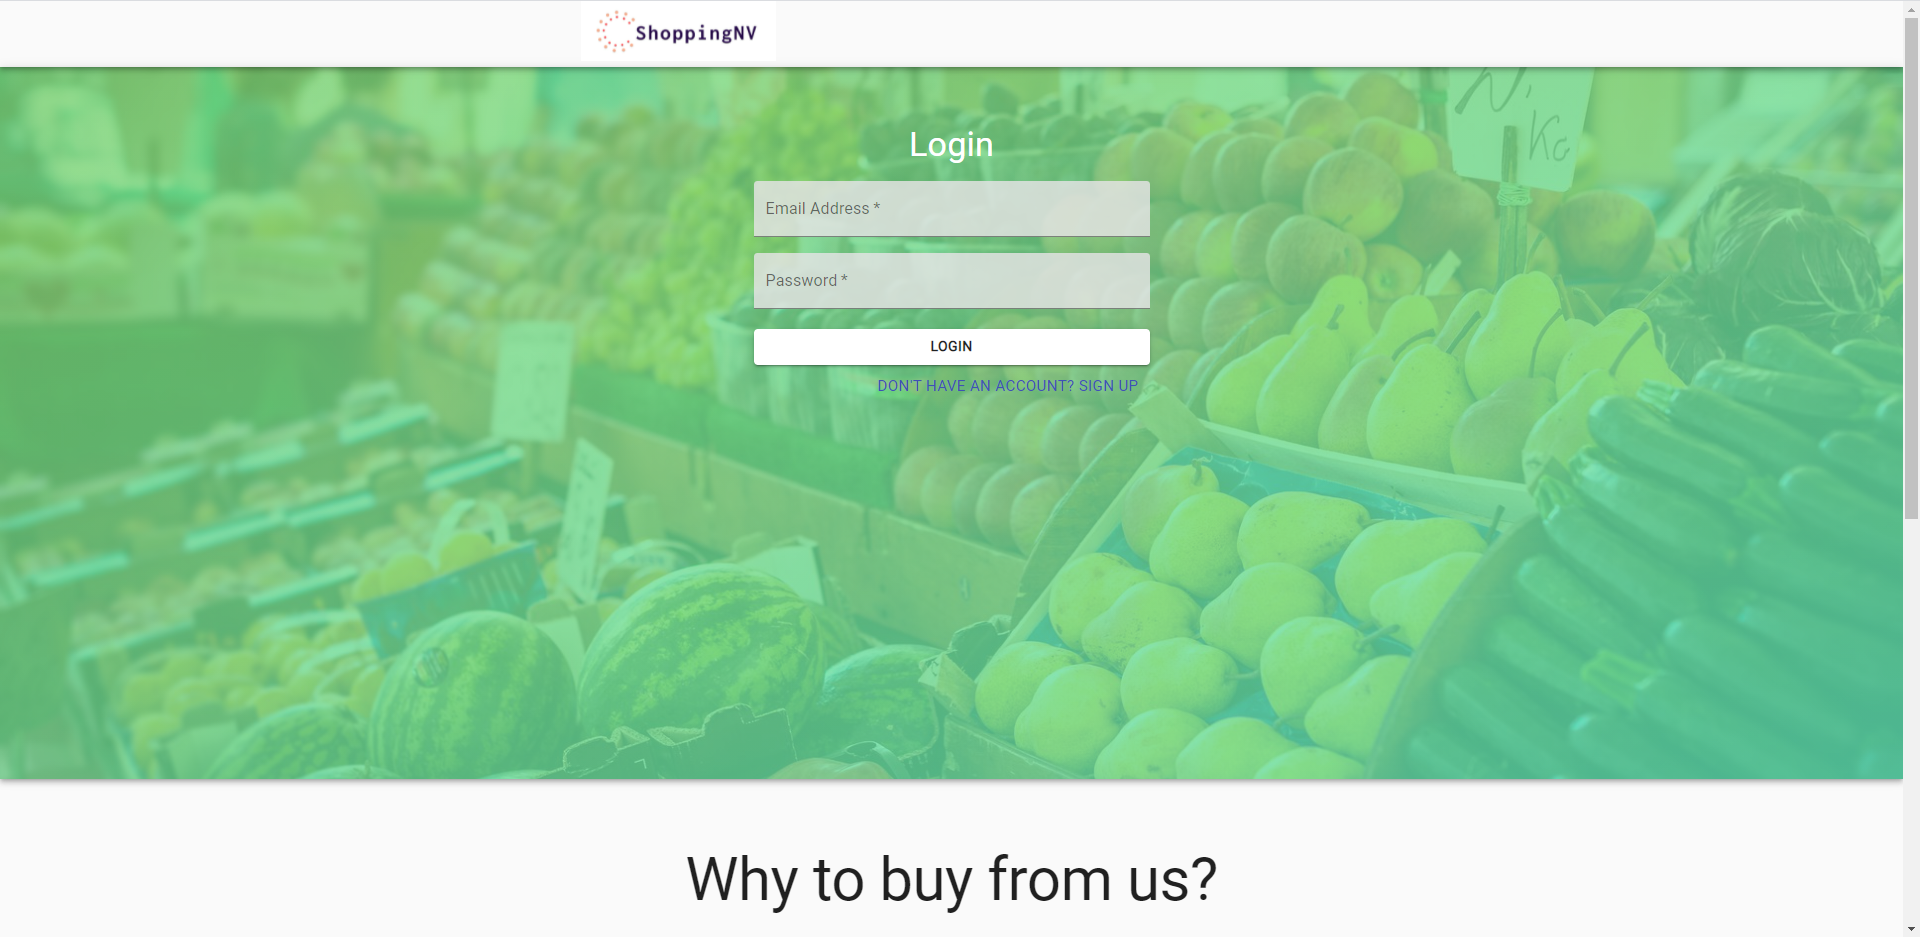 ShoppingNV
Login
Email Address *
Password *
LOGIN
DON'T HAVE AN ACCOUNT? SIGN UP
Why to buy from us?